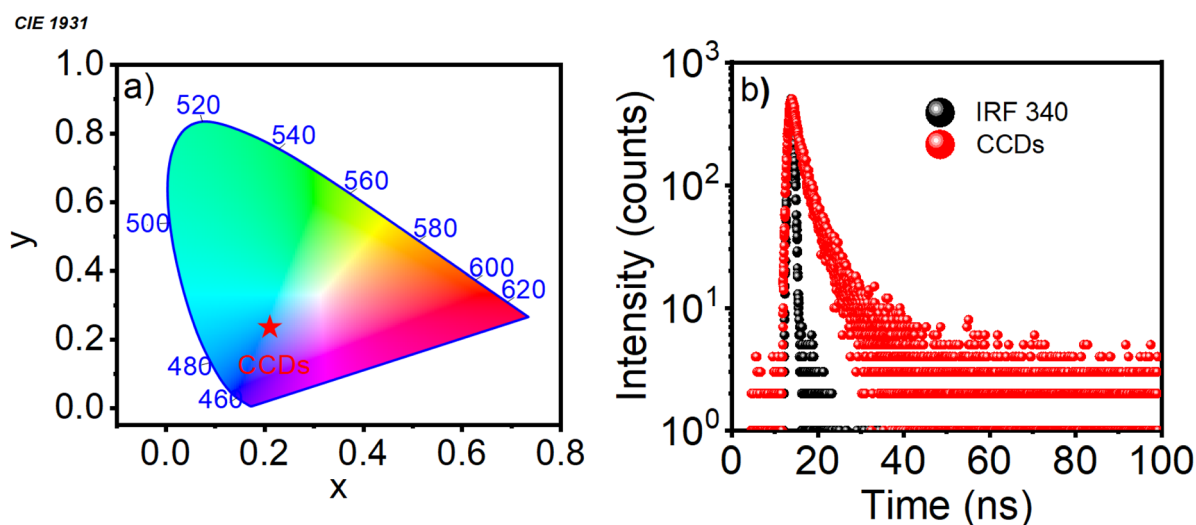 CIE 1931
a)
1.0
0.8
0.6
0.4
0.2
0.0
y
520
540
560
500
580
600
620
480
460
CCDs
0.0 0.2 0.4 0.6 0.8
x
b)
10³
10²
10¹
10⁰
Intensity (counts)
IRF 340
CCDs
0 20 40 60 80 100
Time (ns)